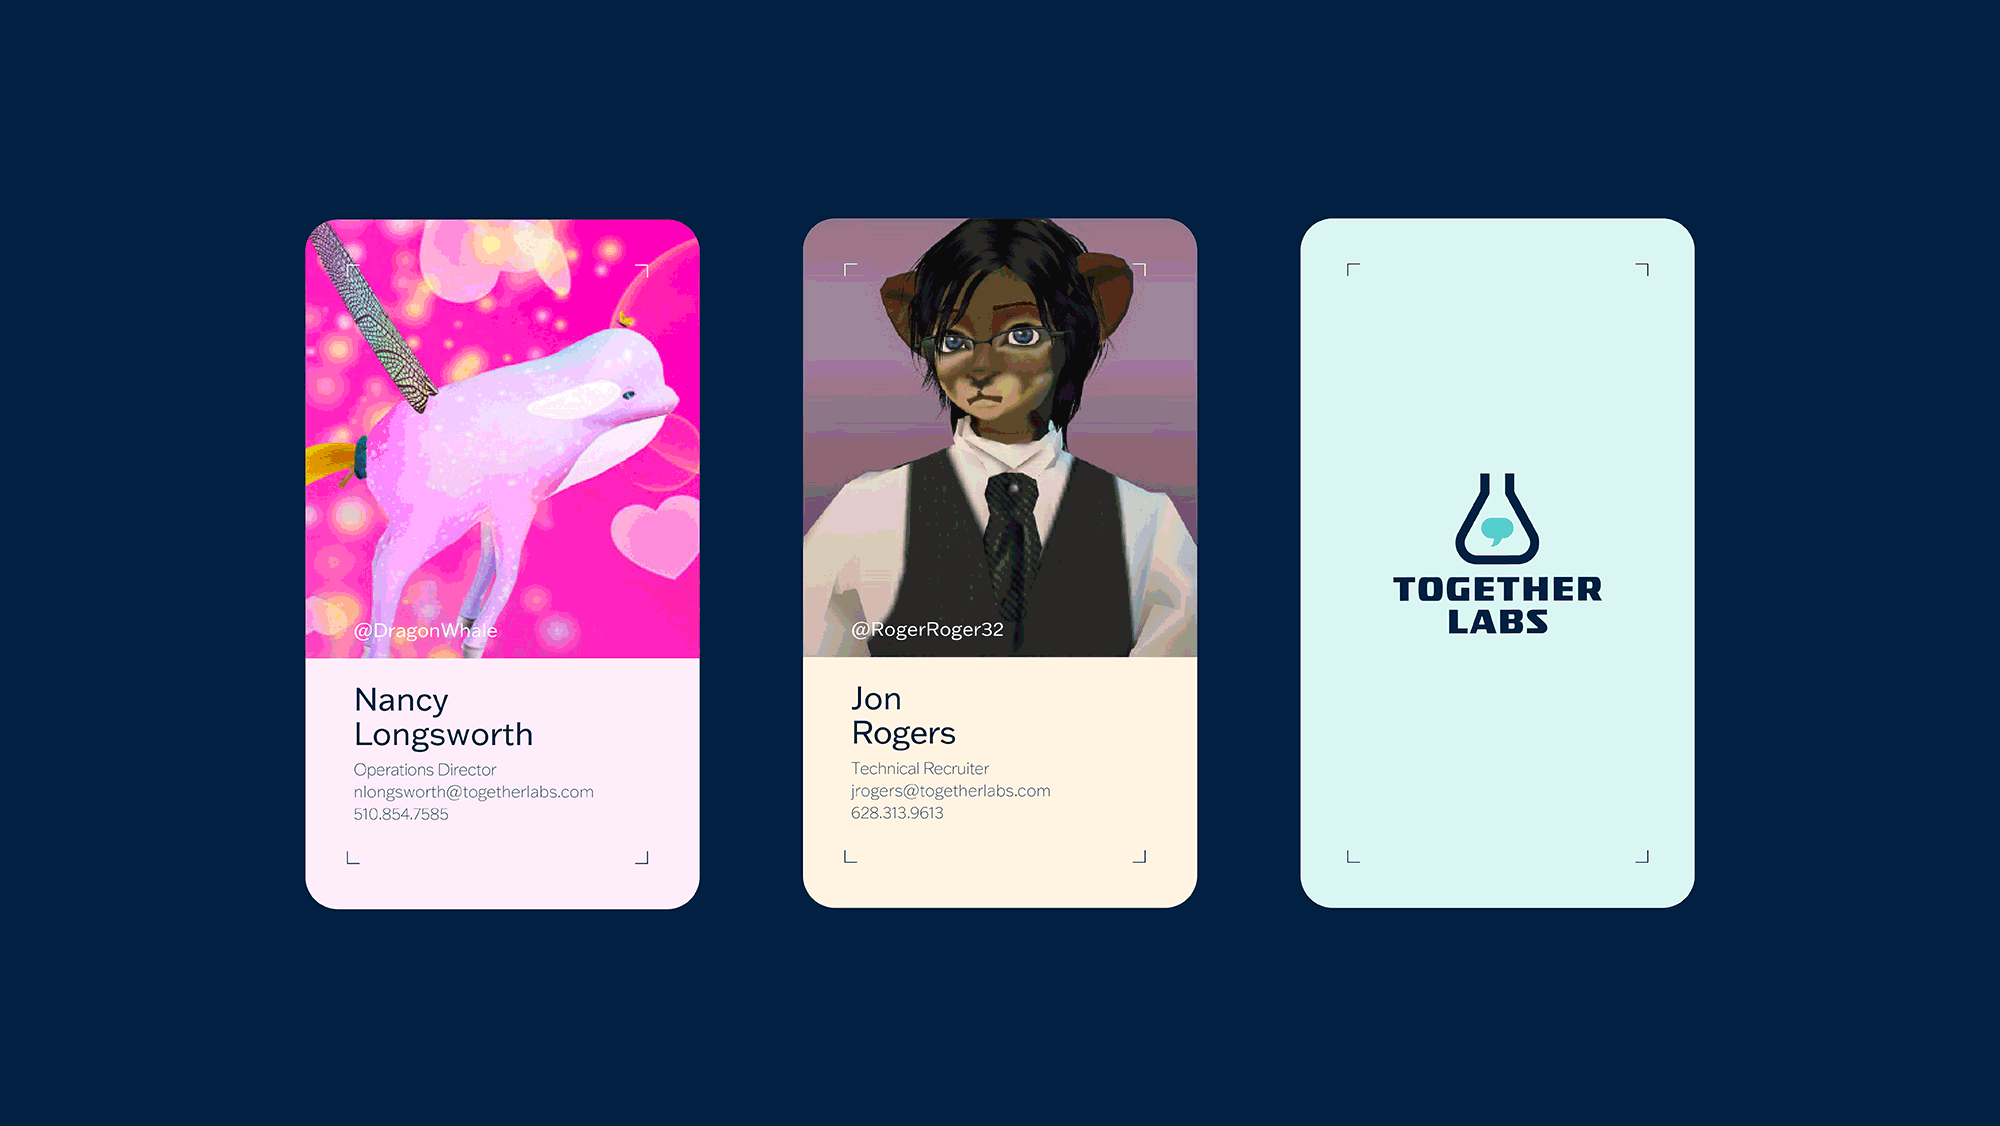 @DragonWhale
Nancy
Longsworth
Operations Director
nlongsworth@togetherlabs.com
510.854.7585
@RogerRoger32
Jon
Rogers
Technical Recruiter
jrogers@togetherlabs.com
628.313.9613
TOGETHER
LABS